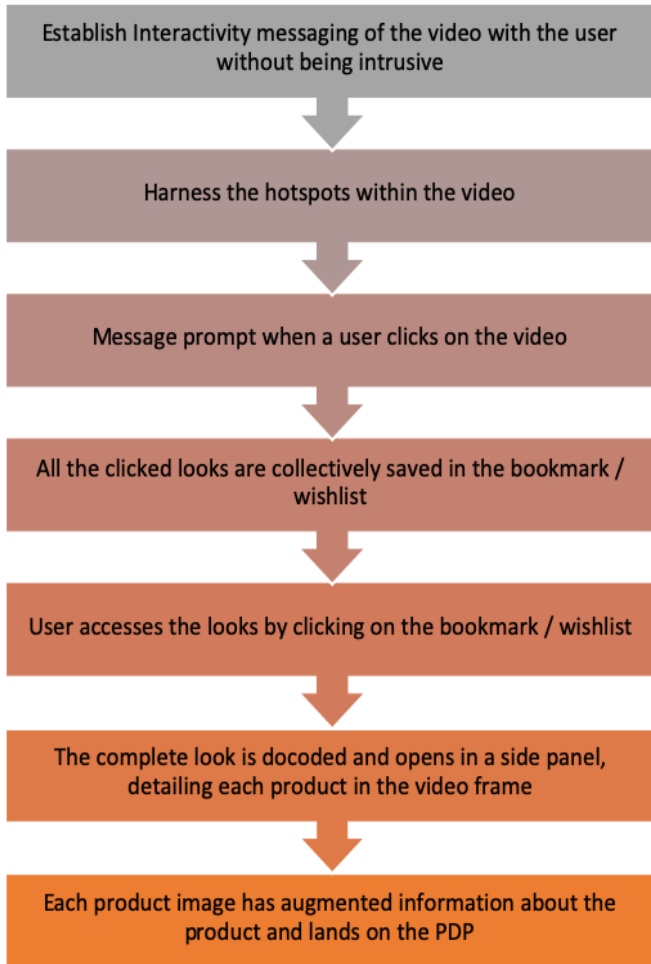 Establish Interactivity messaging of the video with the user
without being intrusive
Harness the hotspots within the video
Message prompt when a user clicks on the video
All the clicked looks are collectively saved in the bookmark /
wishlist
User accesses the looks by clicking on the bookmark / wishlist
The complete look is docoded and opens in a side panel,
detailing each product in the video frame
Each product image has augmented information about the
product and lands on the PDP